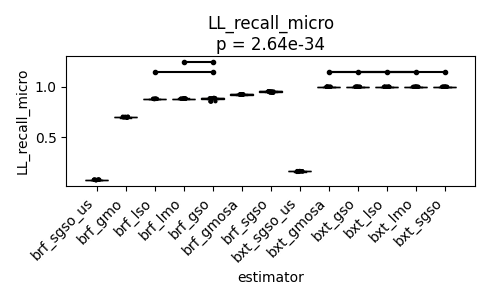 LL_recall_micro
p = 2.64e-34
LL_recall_micro
1.0
0.5
brf_sgso_us
brf_gmo
brf_lso
brf_lmo
brf_gso
brf_gmosa
brf_sgso
bxt_sgso_us
bxt_gmosa
bxt_gso
bxt_lso
bxt_lmo
bxt_sgso
estimator